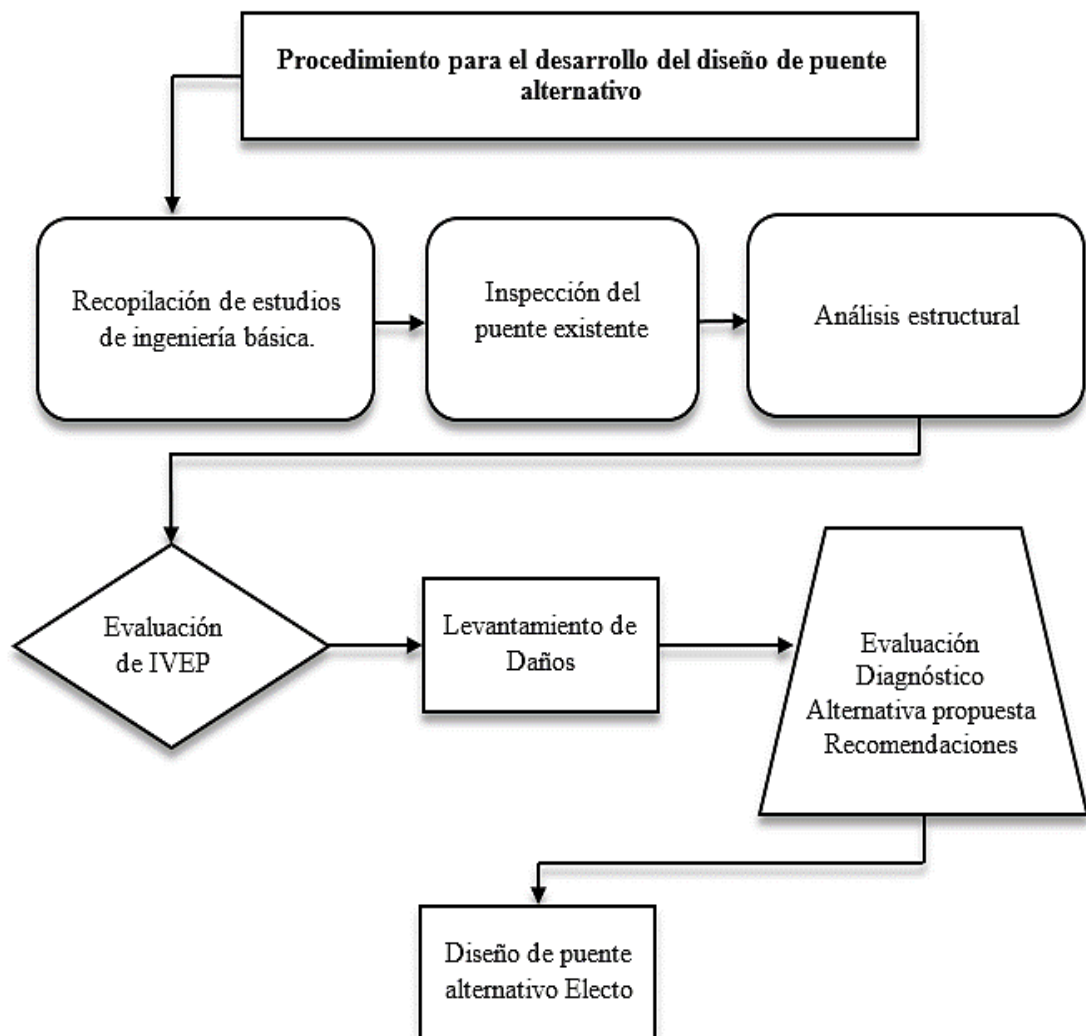 Procedimiento para el desarrollo del diseño de puente
alternativo
Recopilación de estudios
de ingeniería básica.
Inspección del
puente existente
Análisis estructural
Evaluación
de IVEP
Levantamiento de
Daños
Evaluación
Diagnóstico
Alternativa propuesta
Recomendaciones
Diseño de puente
alternativo Electo